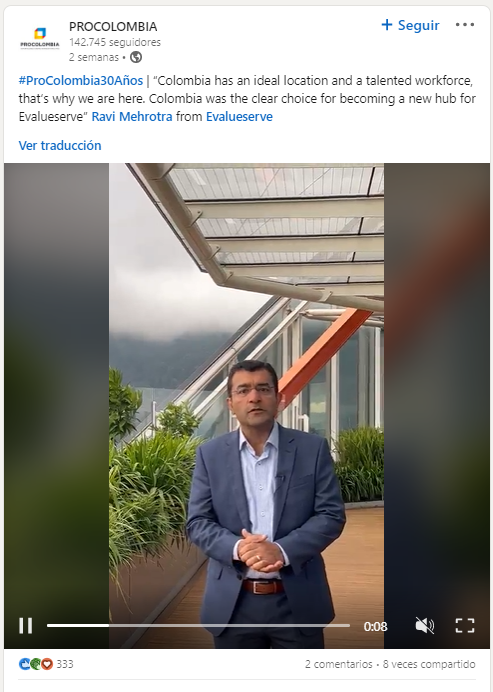 PROCOLOMBIA
142.745 seguidores
2 semanas •
+ Seguir
PROCOLOMBIA
#ProColombia30Años | “Colombia has an ideal location and a talented workforce,
that's why we are here. Colombia was the clear choice for becoming a new hub for
Evalueserve” Ravi Mehrotra from Evalueserve
Ver traducción
0:08
333
2 comentarios • 8 veces compartido